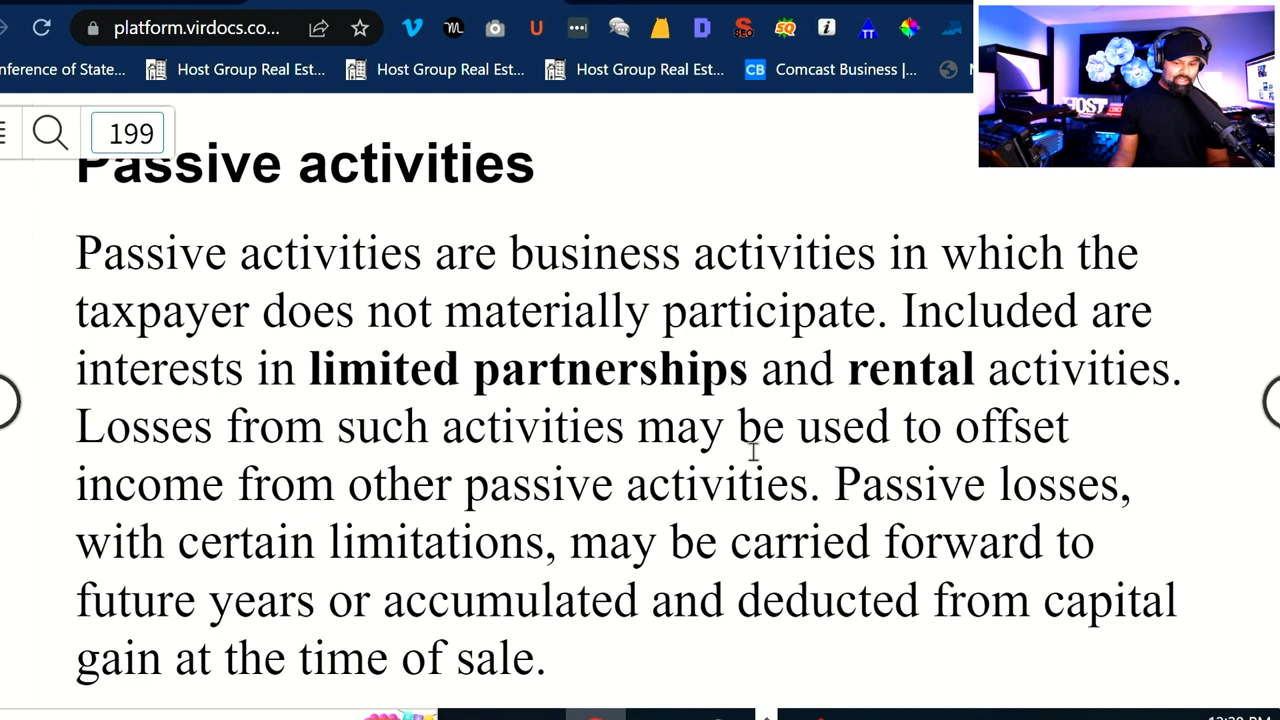 platform.virdocs.co...
nference of State...
Host Group Real Est...
Host Group Real Est...
Host Group Real Est...
CB Comcast Business |...
199
HOST
Passive activities
Passive activities are business activities in which the
taxpayer does not materially participate. Included are
interests in limited partnerships and rental activities.
Losses from such activities may be used to offset
income from other passive activities. Passive losses,
with certain limitations, may be carried forward to
future years or accumulated and deducted from capital
gain at the time of sale.